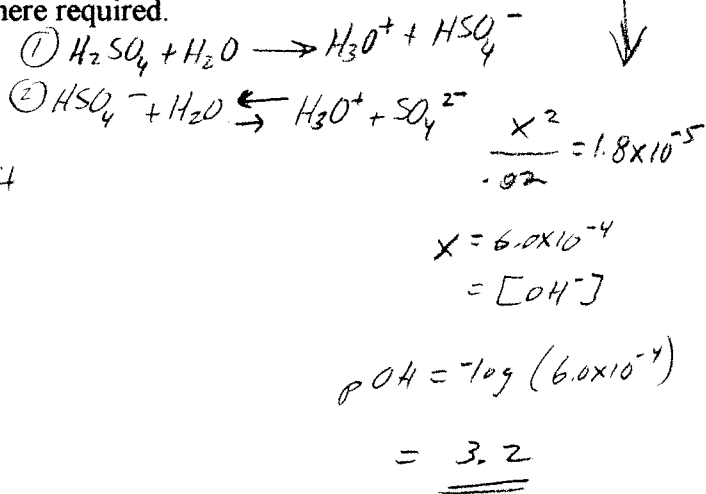 here required.
① H₂SO₄ + H₂O ⟶ H₃O⁺ + HSO₄⁻
② HSO₄⁻ + H₂O ⇆ H₃O⁺ + SO₄²⁻
x²
.02
= 1.8x10⁻⁵
x = 6.0x10⁻⁴
= [OH⁻]
pOH = -log (6.0x10⁻⁴)
= 3.2